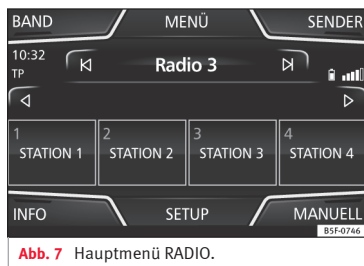 BAND MENÜ SENDER
10:32 Radio 3
TP
1 2 3 4
STATION 1 STATION 2 STATION 3 STATION 4
INFO SETUP MANUELL
B5F-0746
Abb. 7 Hauptmenü RADIO.